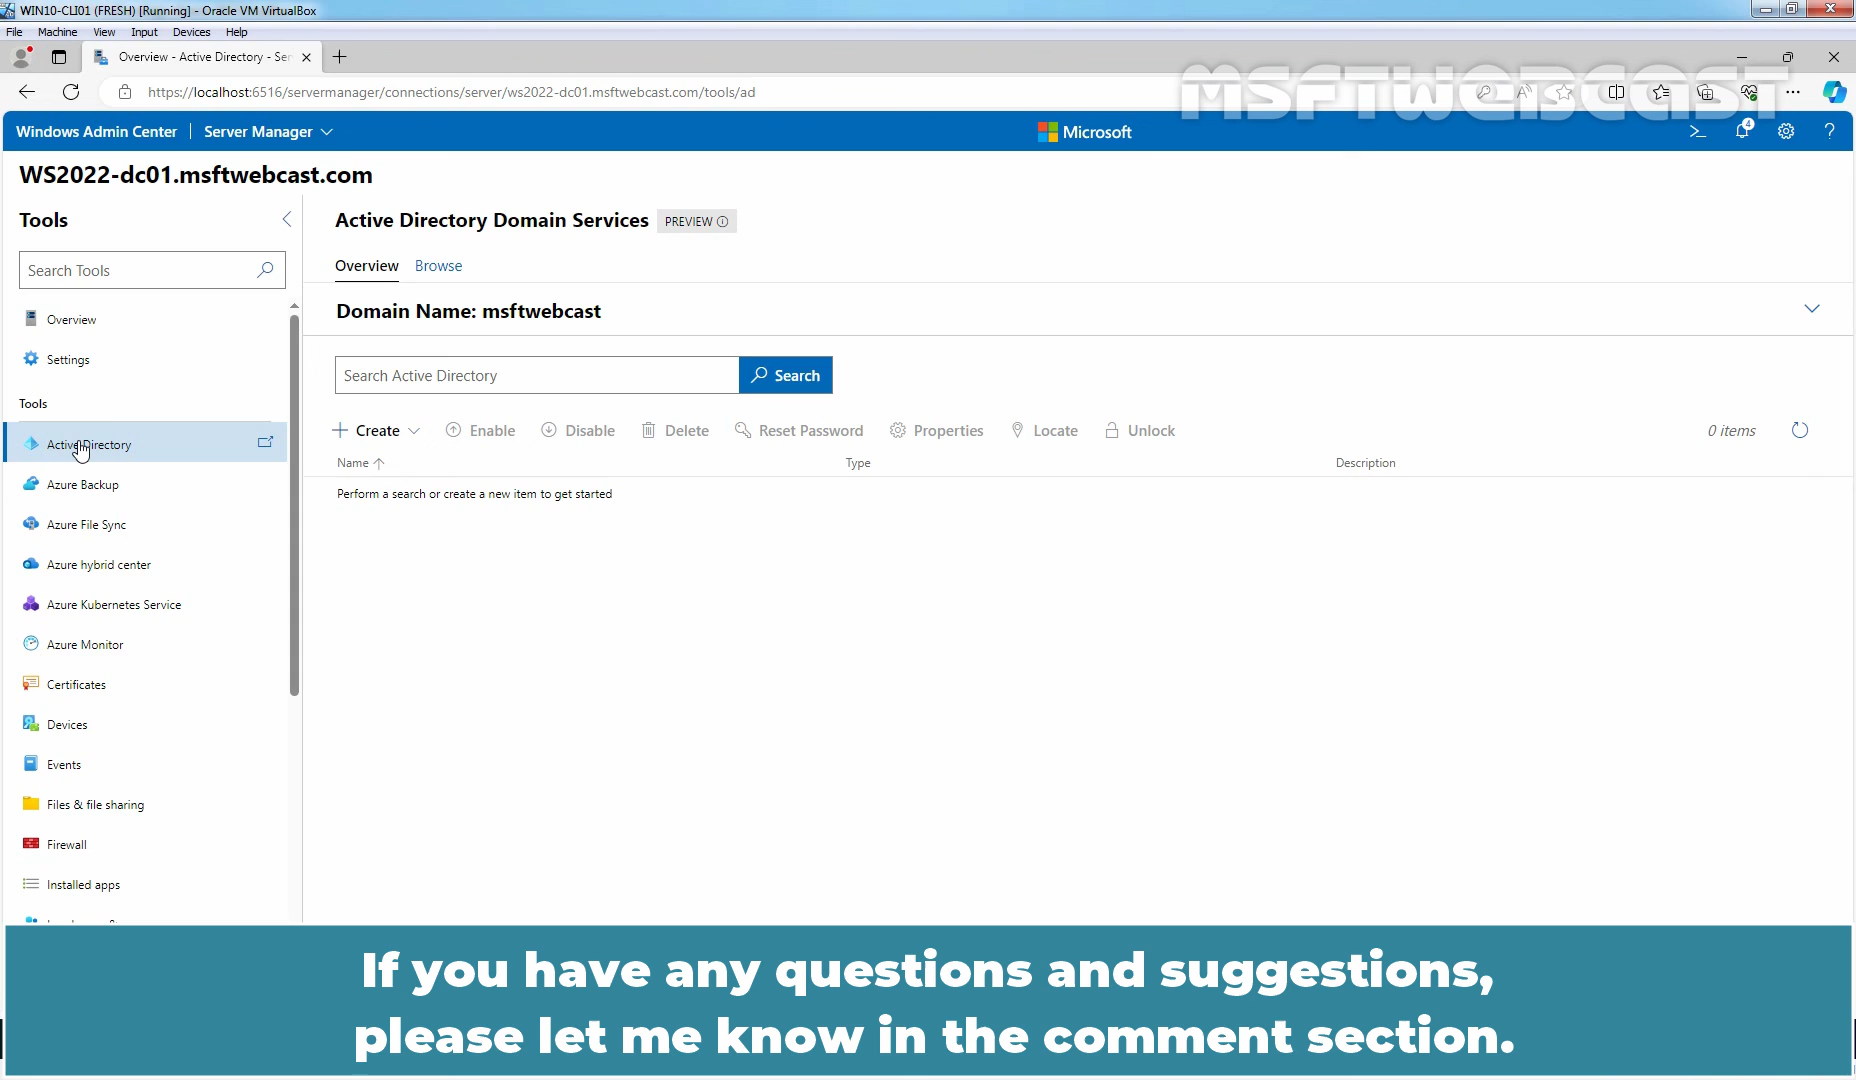 WIN10-CLI01 (FRESH) [Running] - Oracle VM VirtualBox
File Machine View Input Devices Help
Overview - Active Directory - Ser
https://localhost:6516/servermanager/connections/server/ws2022-dc01.msftwebcast.com/tools/ad
MSFTWEBCAST
Windows Admin Center Server Manager Microsoft 4
WS2022-dc01.msftwebcast.com
Tools
Search Tools
Overview
Settings
Tools
Active Directory
Azure Backup
Azure File Sync
Azure hybrid center
Azure Kubernetes Service
Azure Monitor
Certificates
Devices
Events
Files & file sharing
Firewall
Installed apps
Active Directory Domain Services PREVIEW
Overview Browse
Domain Name: msftwebcast
Search Active Directory Search
Create Enable Disable Delete Reset Password Properties Locate Unlock 0 items
Name Type Description
Perform a search or create a new item to get started
If you have any questions and suggestions,
please let me know in the comment section.